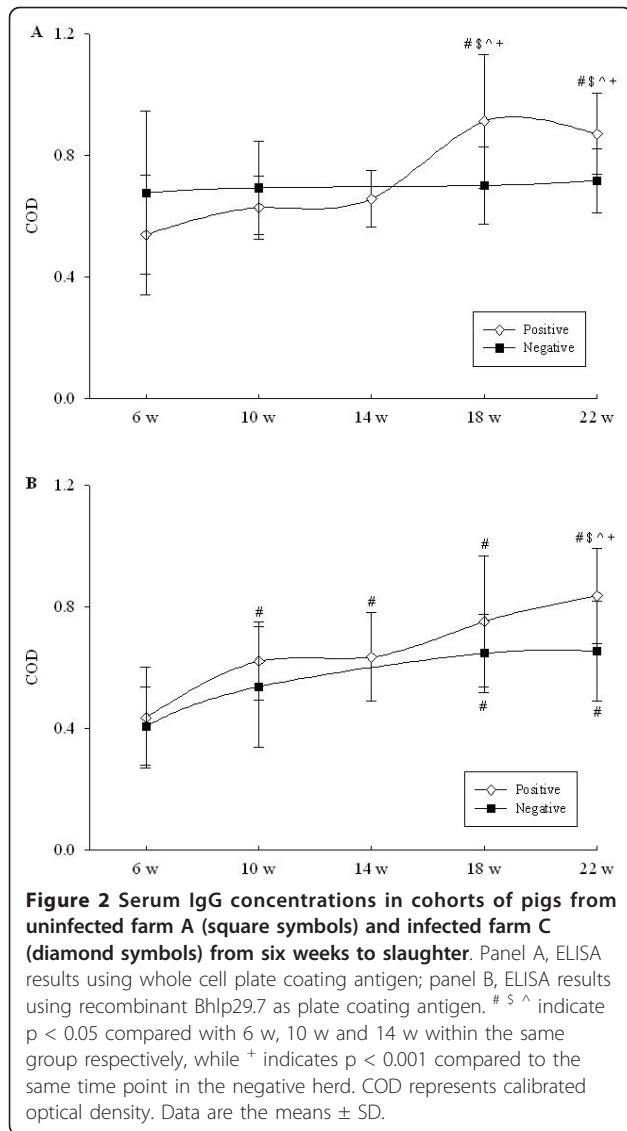 A
1.2
# $ ^ +
# $ ^ +
0.8
COD
0.4
Positive
Negative
0.0
6 w 10 w 14 w 18 w 22 w
B
1.2
# $ ^ +
#
# #
0.8
COD
0.4
# #
Positive
Negative
0.0
6 w 10 w 14 w 18 w 22 w
Figure 2 Serum IgG concentrations in cohorts of pigs from
uninfected farm A (square symbols) and infected farm C
(diamond symbols) from six weeks to slaughter. Panel A, ELISA
results using whole cell plate coating antigen; panel B, ELISA results
using recombinant Bhlp29.7 as plate coating antigen. # $ ^ indicate
p < 0.05 compared with 6 w, 10 w and 14 w within the same
group respectively, while + indicates p < 0.001 compared to the
same time point in the negative herd. COD represents calibrated
optical density. Data are the means ± SD.